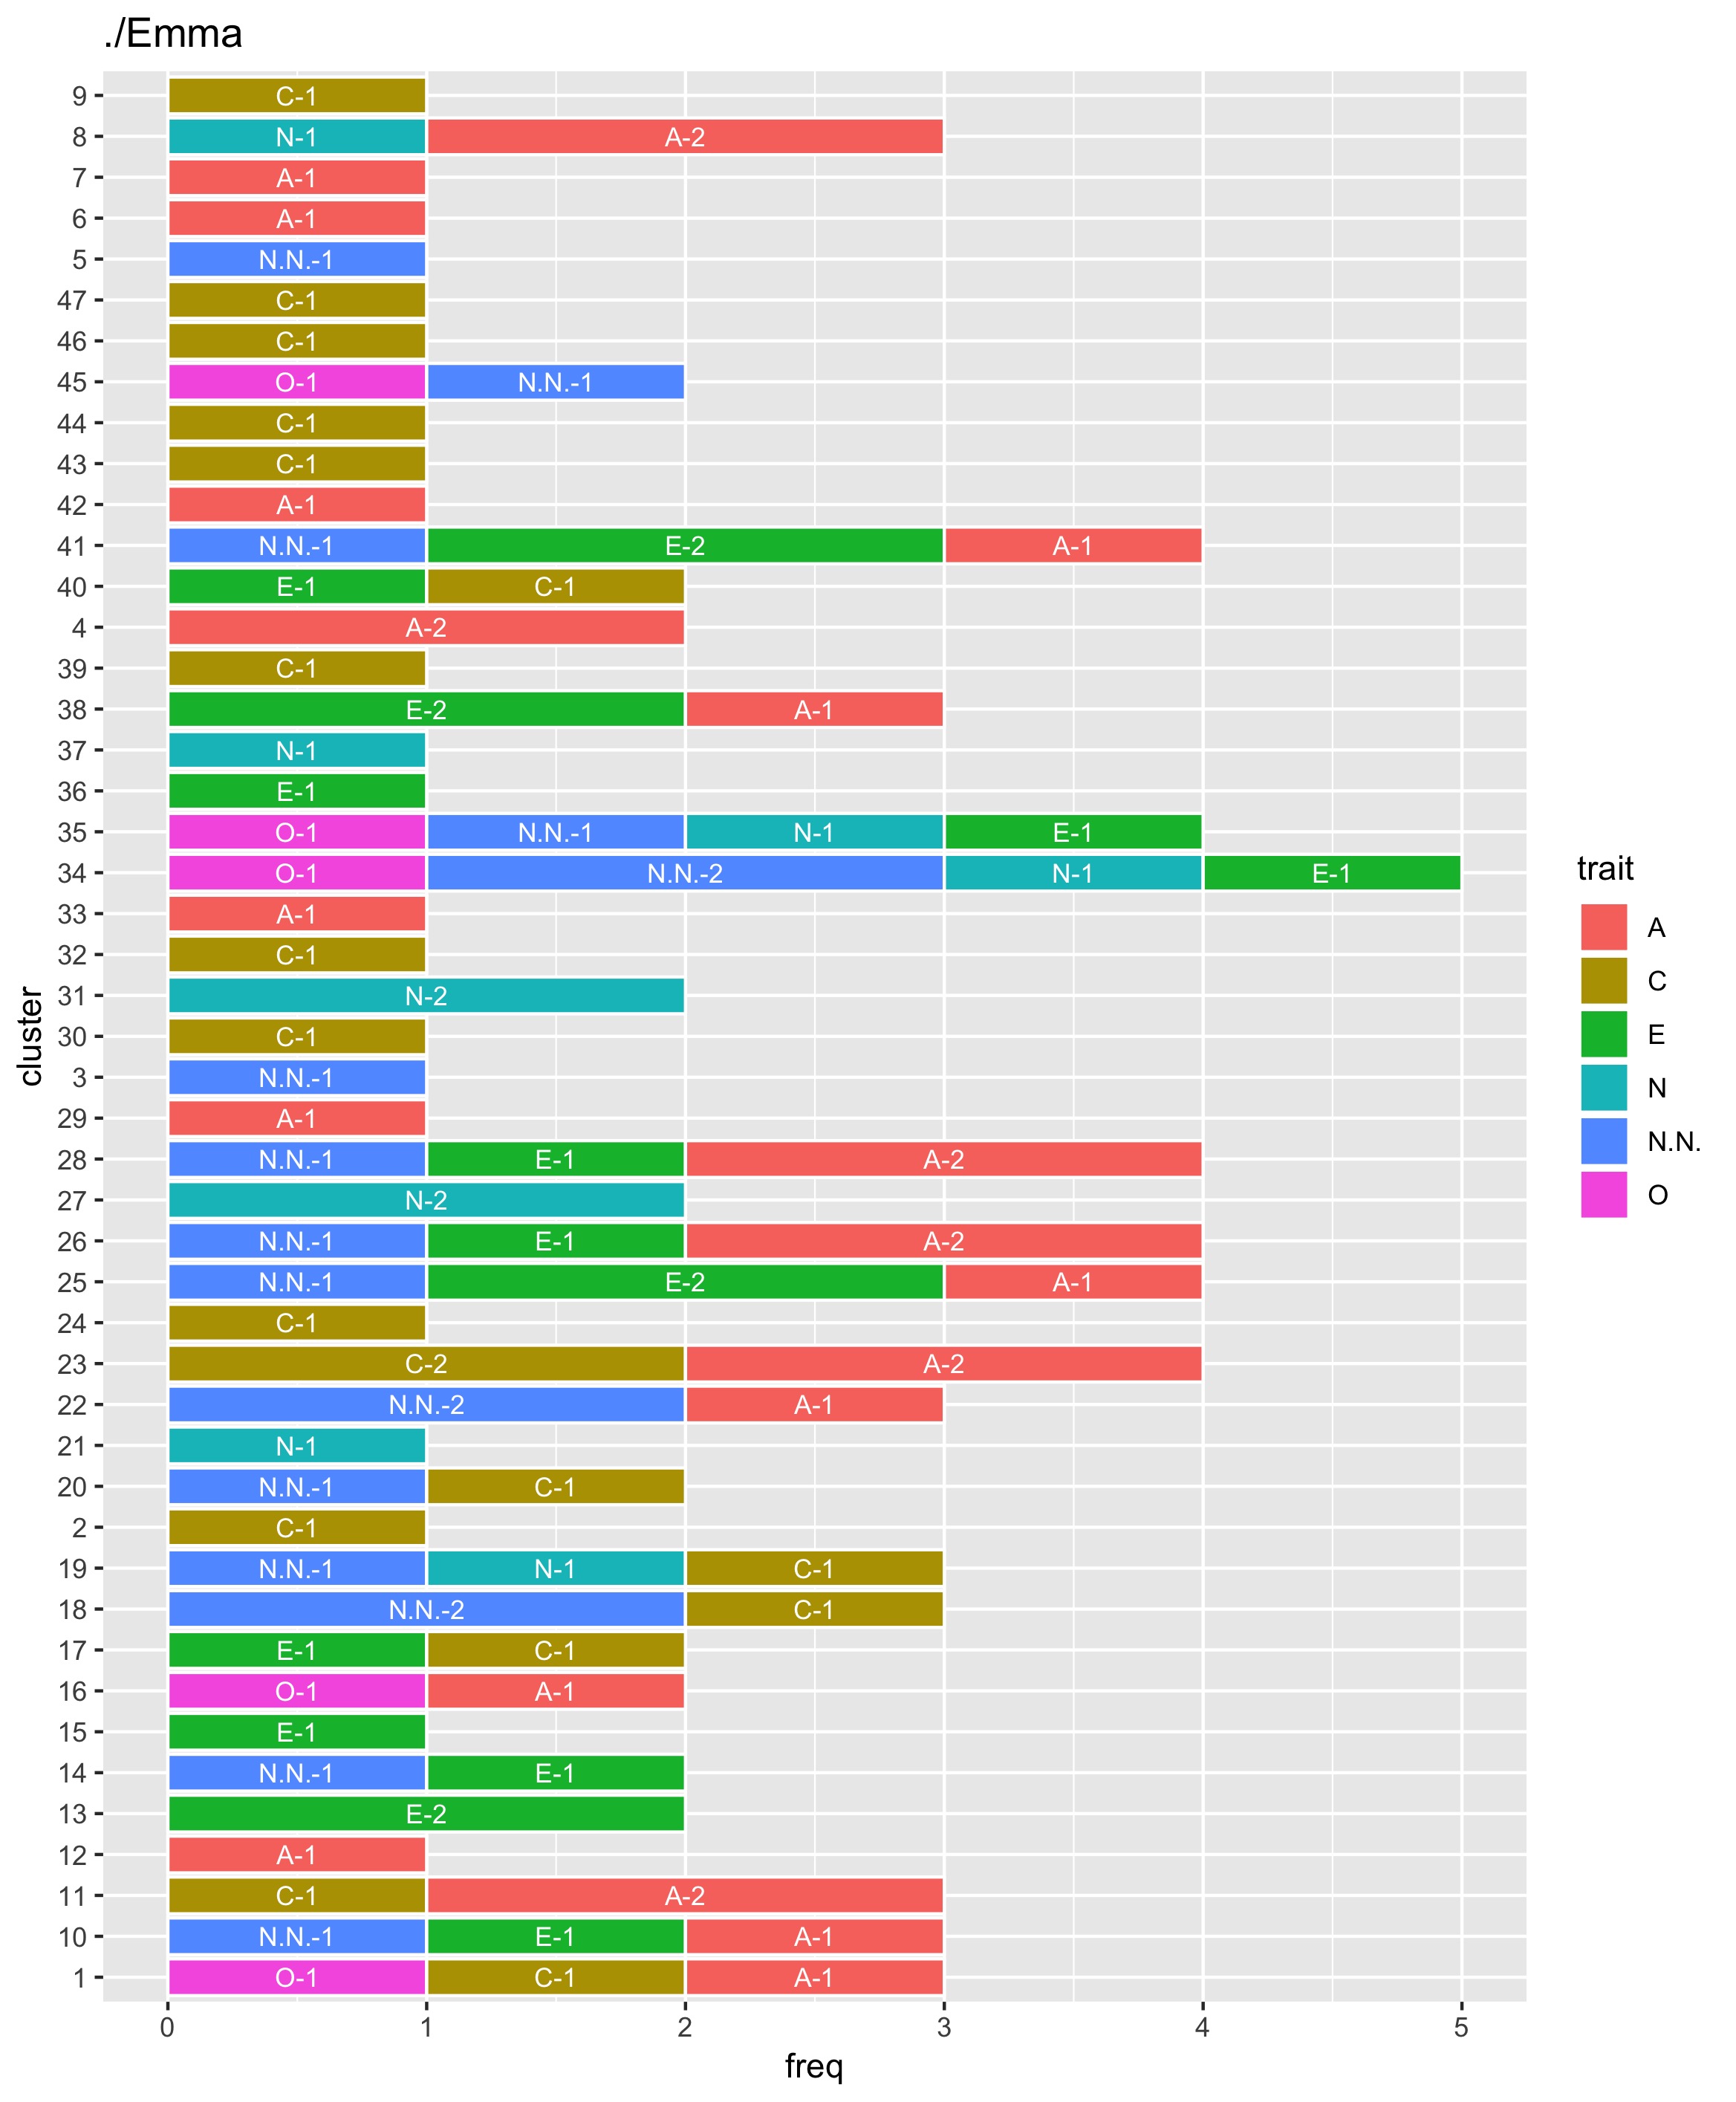 ./Emma
9 C-1
8 N-1 A-2
7 A-1
6 A-1
5 N.N.-1
47 C-1
46 C-1
45 O-1 N.N.-1
44 C-1
43 C-1
42 A-1
41 N.N.-1 E-2 A-1
40 E-1 C-1
4 A-2
39 C-1
38 E-2 A-1
37 N-1
36 E-1
35 O-1 N.N.-1 N-1 E-1
34 O-1 N.N.-2 N-1 E-1
33 A-1
32 C-1
31 N-2
30 C-1
3 N.N.-1
29 A-1
28 N.N.-1 E-1 A-2
27 N-2
26 N.N.-1 E-1 A-2
25 N.N.-1 E-2 A-1
24 C-1
23 C-2 A-2
22 N.N.-2 A-1
21 N-1
20 N.N.-1 C-1
2 C-1
19 N.N.-1 N-1 C-1
18 N.N.-2 C-1
17 E-1 C-1
16 O-1 A-1
15 E-1
14 N.N.-1 E-1
13 E-2
12 A-1
11 C-1 A-2
10 N.N.-1 E-1 A-1
1 O-1 C-1 A-1
0 1 2 3 4 5
freq
cluster
trait
A
C
E
N
N.N.
O